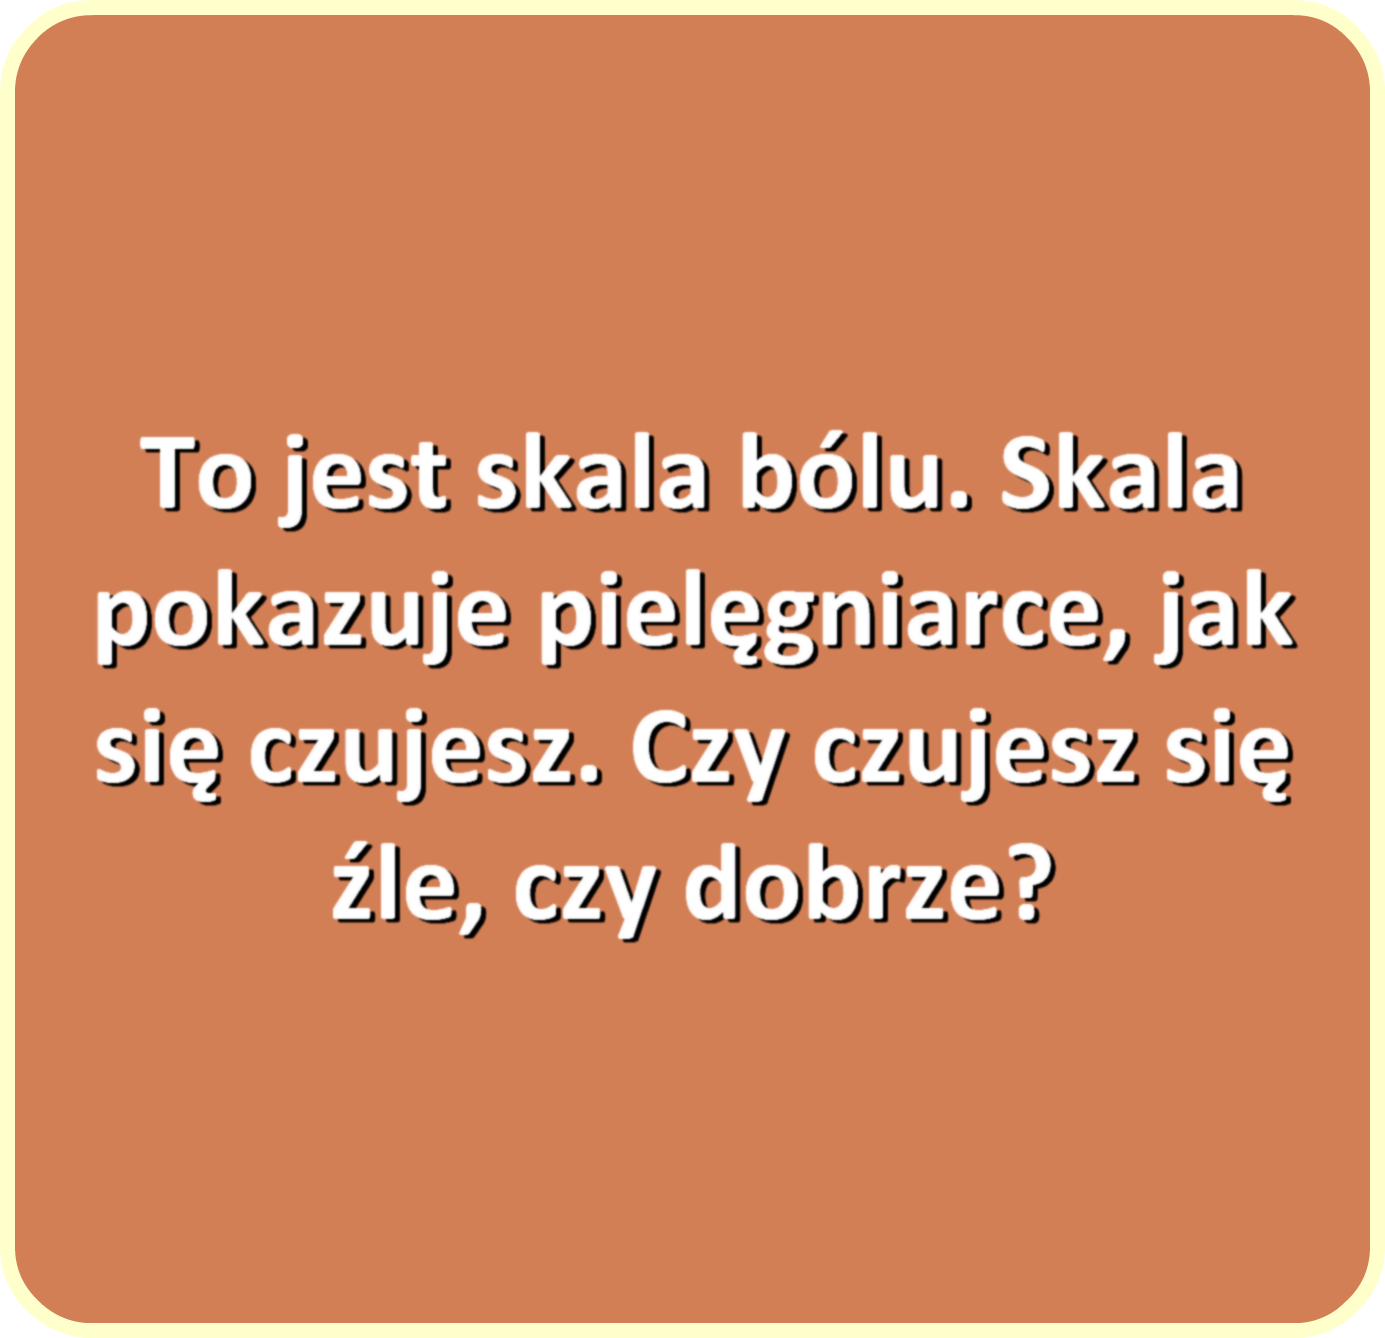 To jest skala bólu. Skala
pokazuje pielęgniarce, jak
się czujesz. Czy czujesz się
źle, czy dobrze?